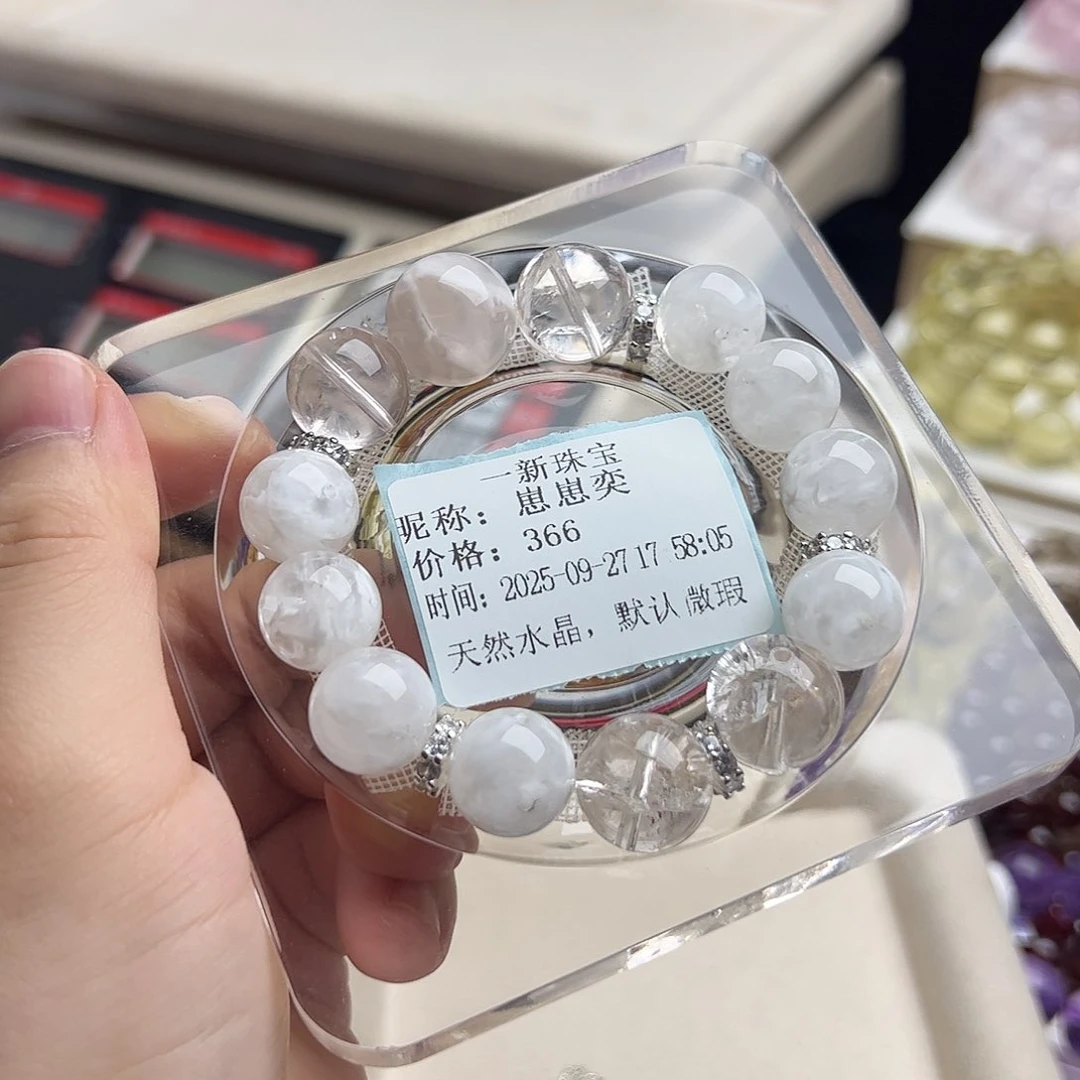 一新珠宝
昵称：崽崽奕
价格：366
时间：2025-09-27 17 58:05
天然水晶，默认微瑕